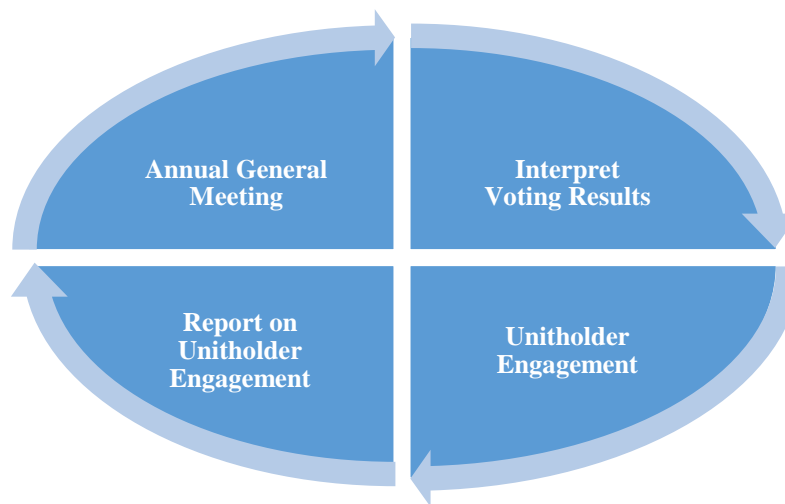 Annual General
Meeting
Interpret
Voting Results
Report on
Unitholder
Engagement
Unitholder
Engagement